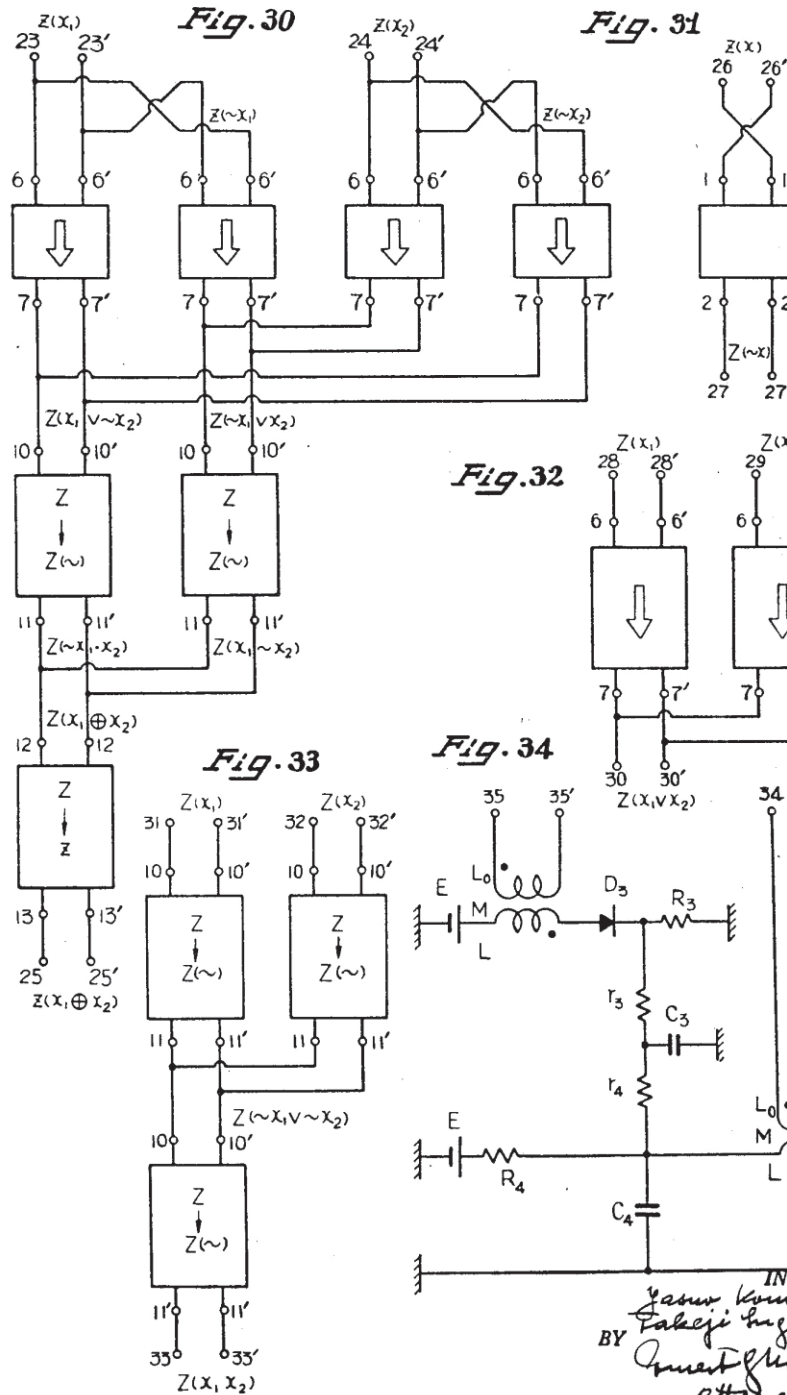 Fig. 30
Z(X₁)
23 23′
Z(X₂)
24 24′
Z(~X₁)
Z(~X₂)
6 6′ 6 6′ 6 6′ 6 6′
7 7′ 7 7′ 7 7′ 7 7′
Z(X₁ ∨ ~X₂) Z(~X₁ ∨ X₂)
10 10′ 10 10′
Z Z
Z(~) Z(~)
11 11′ 11 11′
Z(~X₁·X₂) Z(X₁ ~ X₂)
Z(X₁ ⊕ X₂)
12 12
Z
Z
13 13′
25 25′
Z(X₁ ⊕ X₂)
Fig. 31
Z(X)
26 26′
1 1
2 2
Z(~X)
27 27
Fig. 32
Z(X₁)
28 28′ 29
6 6′ 6
7 7′ 7
30 30′
Z(X₁ ∨ X₂)
Fig. 33
Z(X₁) Z(X₂)
31 31′ 32 32′
10 10′ 10 10′
Z Z
Z(~) Z(~)
11 11′ 11 11′
Z(~X₁ ∨ ~X₂)
10 10′
Z
Z(~)
11′ 11′
33 33′
Z(X₁ X₂)
Fig. 34
35 35′ 34
L₀
E M D₃ R₃
L
r₃
C₃
r₄
E
R₄
L₀
M
L
C₄
IN
BY